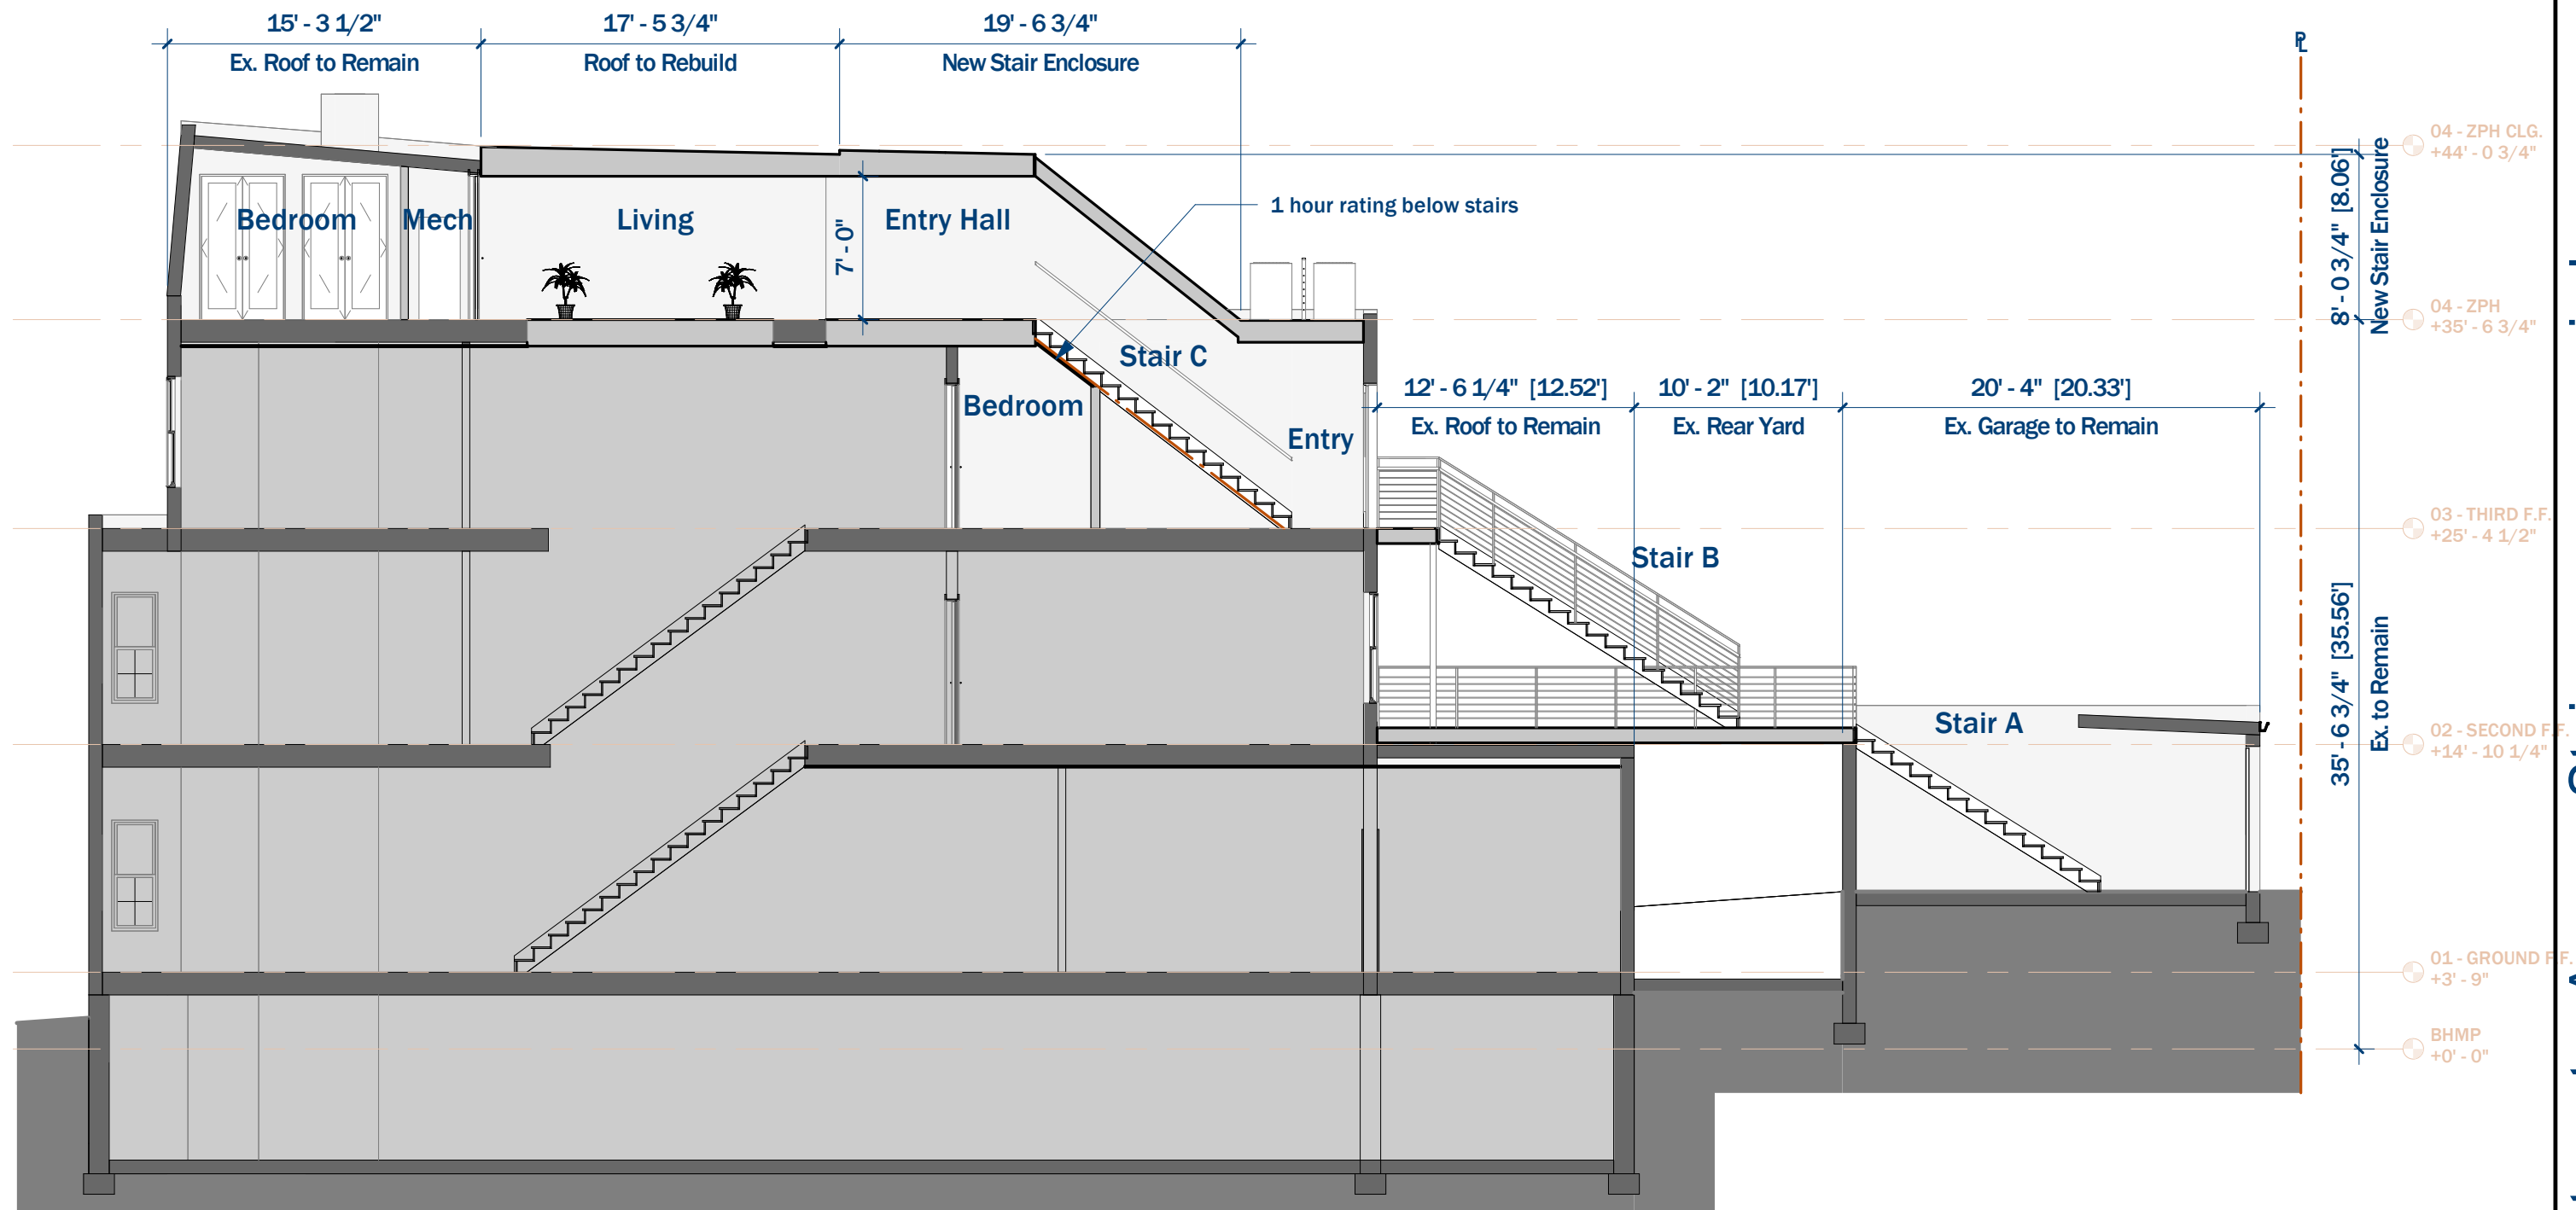 15' - 3 1/2"
Ex. Roof to Remain
17' - 5 3/4"
Roof to Rebuild
19' - 6 3/4"
New Stair Enclosure
PL
04 - ZPH CLG.
+44' - 0 3/4"
8' - 0 3/4" [8.06']
New Stair Enclosure
1 hour rating below stairs
Bedroom
Mech
Living
7' - 0"
Entry Hall
04 - ZPH
+35' - 6 3/4"
Stair C
Bedroom
Entry
12' - 6 1/4" [12.52']
Ex. Roof to Remain
10' - 2" [10.17']
Ex. Rear Yard
20' - 4" [20.33']
Ex. Garage to Remain
03 - THIRD F.F.
+25' - 4 1/2"
Stair B
35' - 6 3/4" [35.56']
Ex. to Remain
Stair A
02 - SECOND F.F.
+14' - 10 1/4"
01 - GROUND F.F.
+3' - 9"
BHMP
+0' - 0"